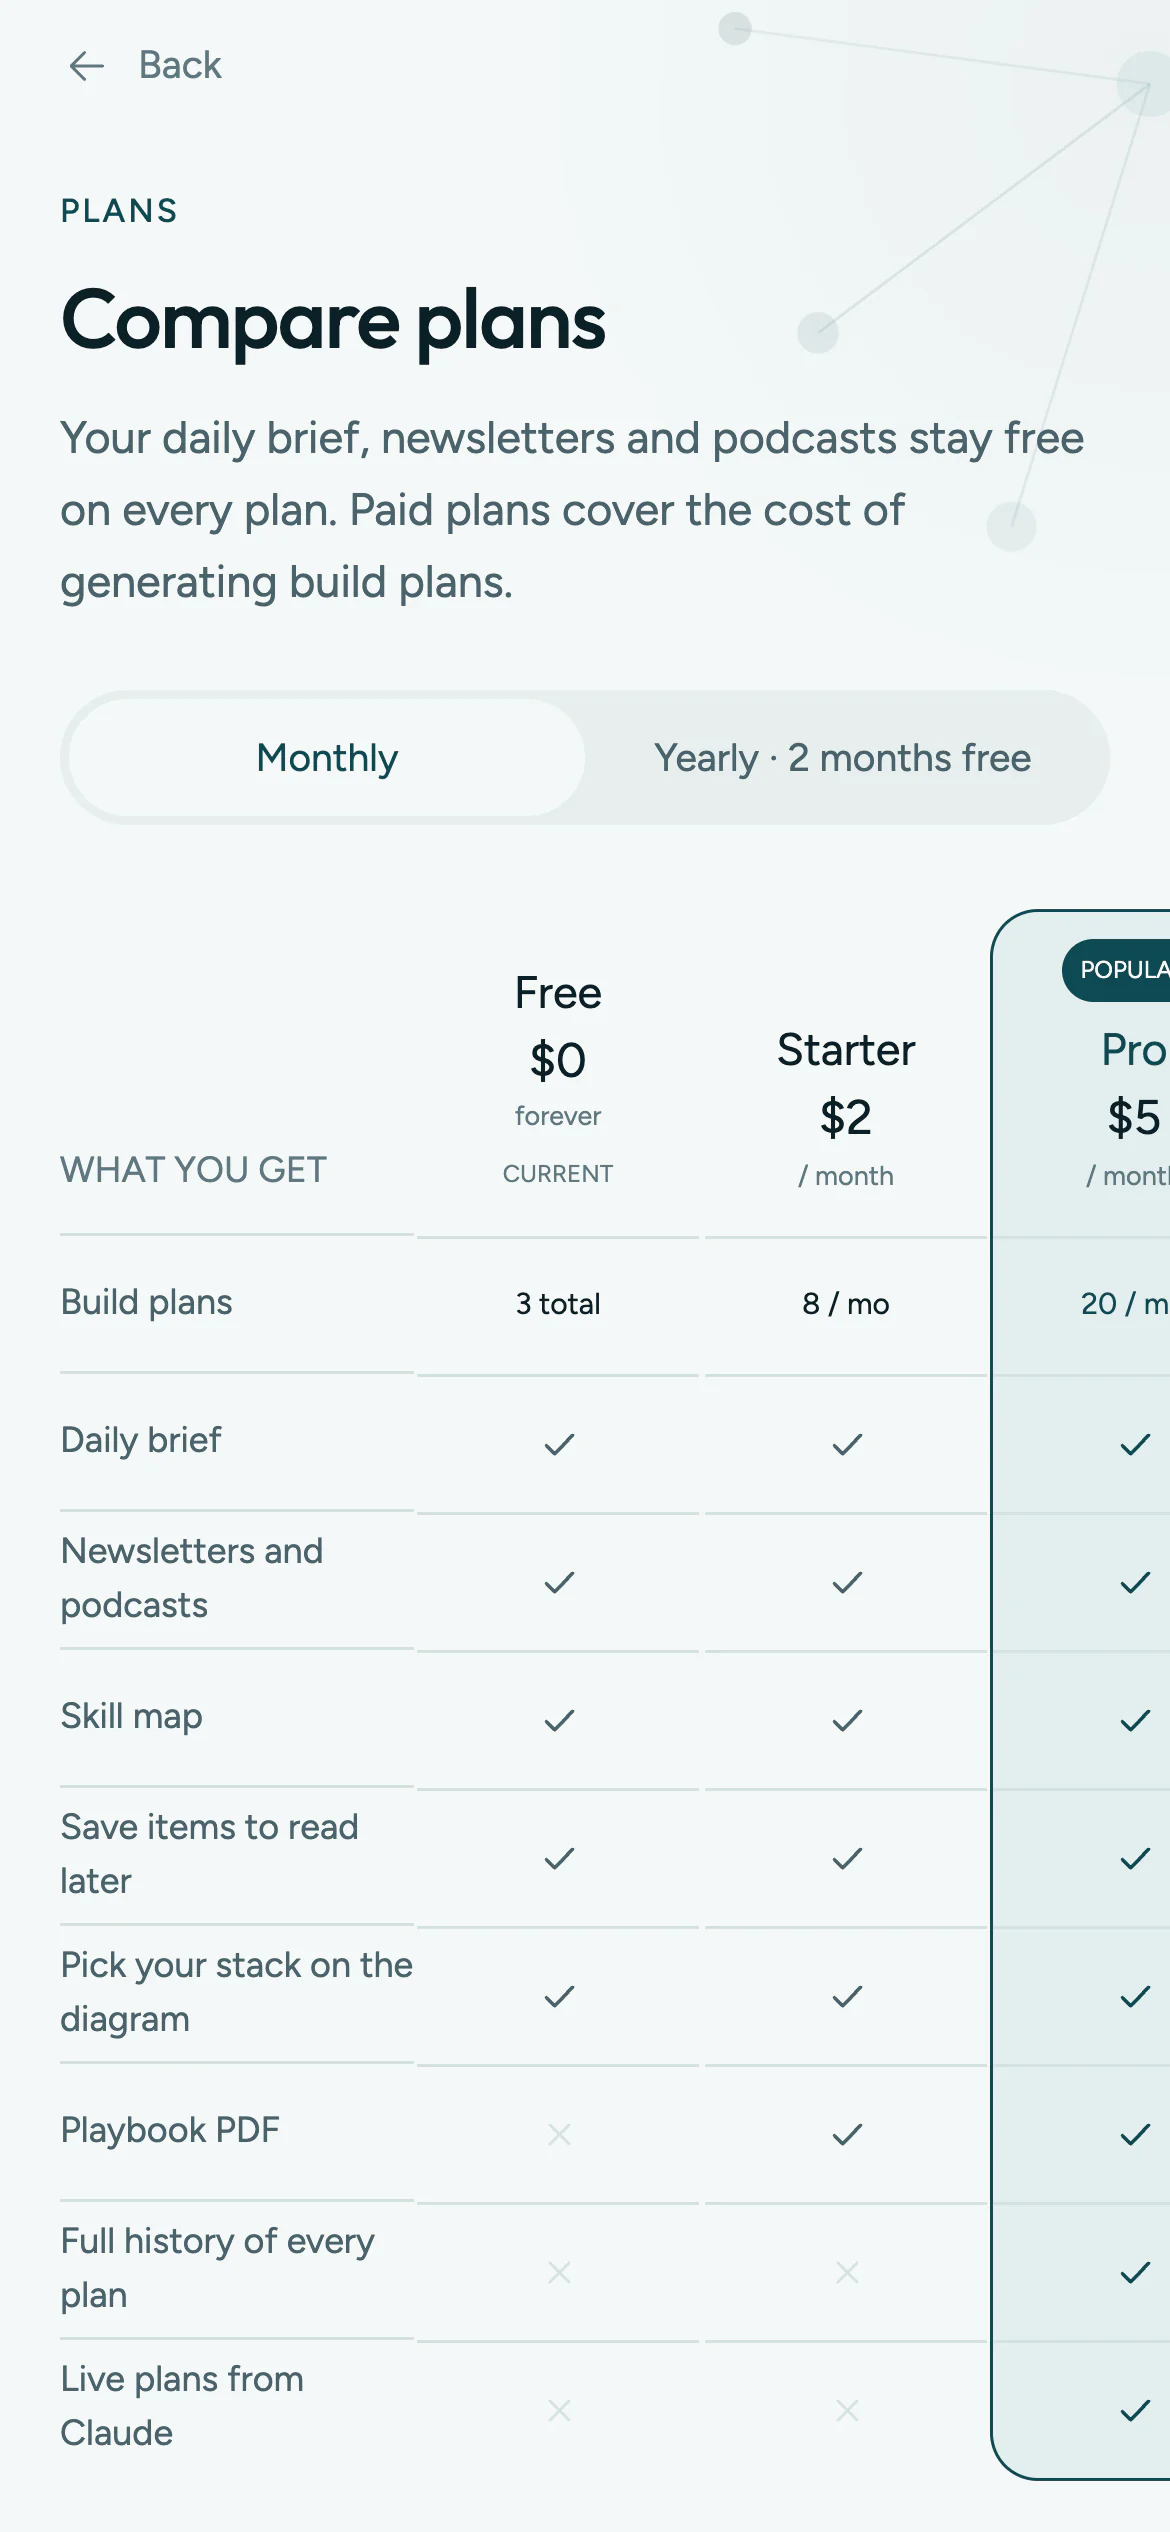 Back
PLANS
Compare plans
Your daily brief, newsletters and podcasts stay free
on every plan. Paid plans cover the cost of
generating build plans.
Monthly Yearly · 2 months free
POPULA
Free
Starter
Pro
$0
$2
$5
forever
/ month
/ mont
CURRENT
WHAT YOU GET
Build plans 3 total 8 / mo 20 / m
Daily brief
Newsletters and
podcasts
Skill map
Save items to read
later
Pick your stack on the
diagram
Playbook PDF
Full history of every
plan
Live plans from
Claude